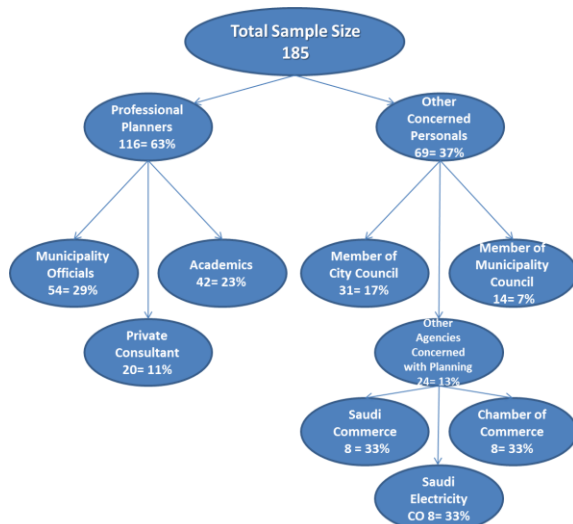 Total Sample Size
185
Professional
Planners
116= 63%
Other
Concerned
Personals
69= 37%
Municipality
Officials
54= 29%
Academics
42= 23%
Private
Consultant
20= 11%
Member of
City Council
31= 17%
Member of
Municipality
Council
14= 7%
Other
Agencies
Concerned
with Planning
24= 13%
Saudi
Commerce
8 = 33%
Chamber of
Commerce
8= 33%
Saudi
Electricity
CO 8= 33%